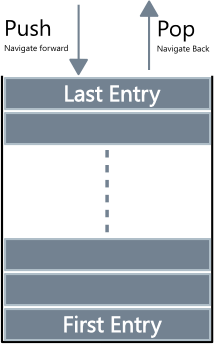 Push
Navigate forward
Pop
Navigate Back
Last Entry
First Entry